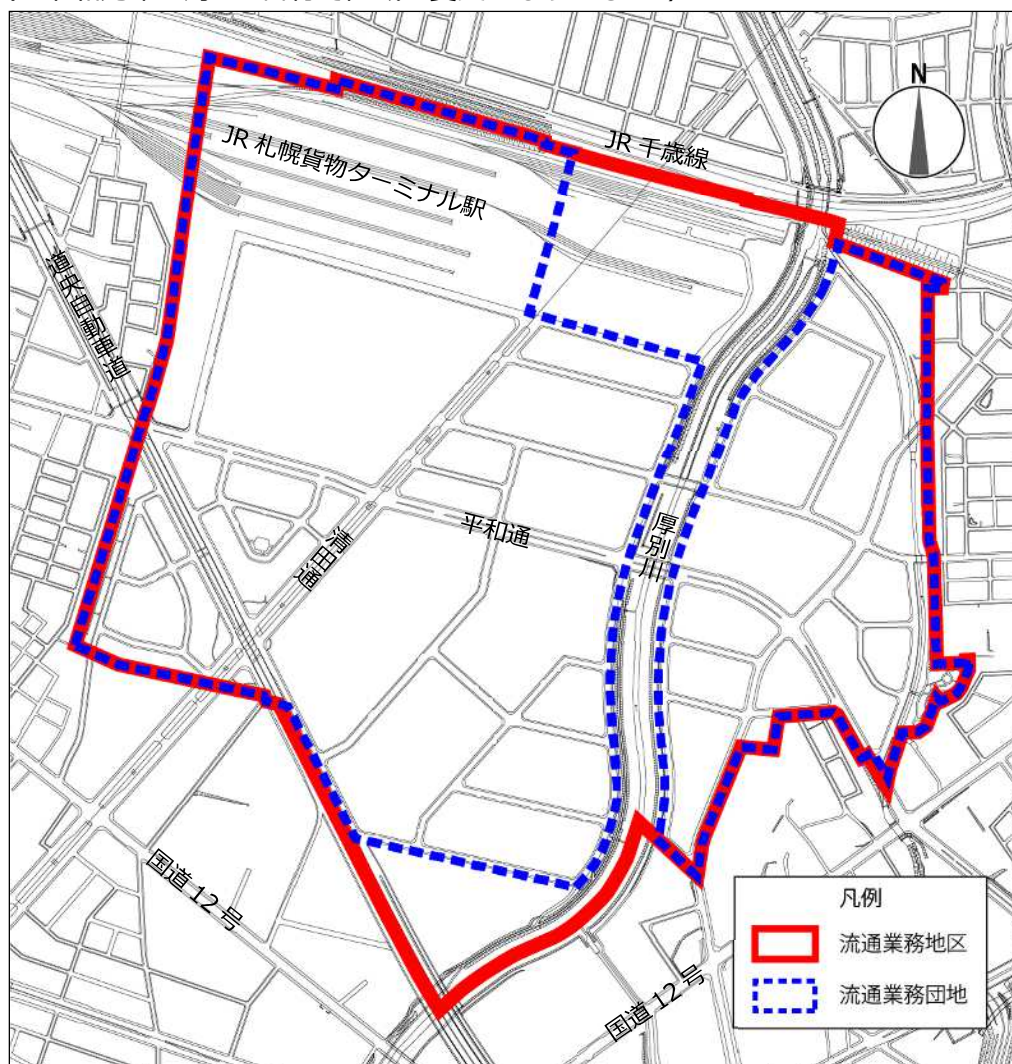 N
JR 千歳線
JR 札幌貨物ターミナル駅
道央自動車道
清田通
平和通
厚別川
国道 12 号
国道 12 号
凡例
流通業務地区
流通業務団地